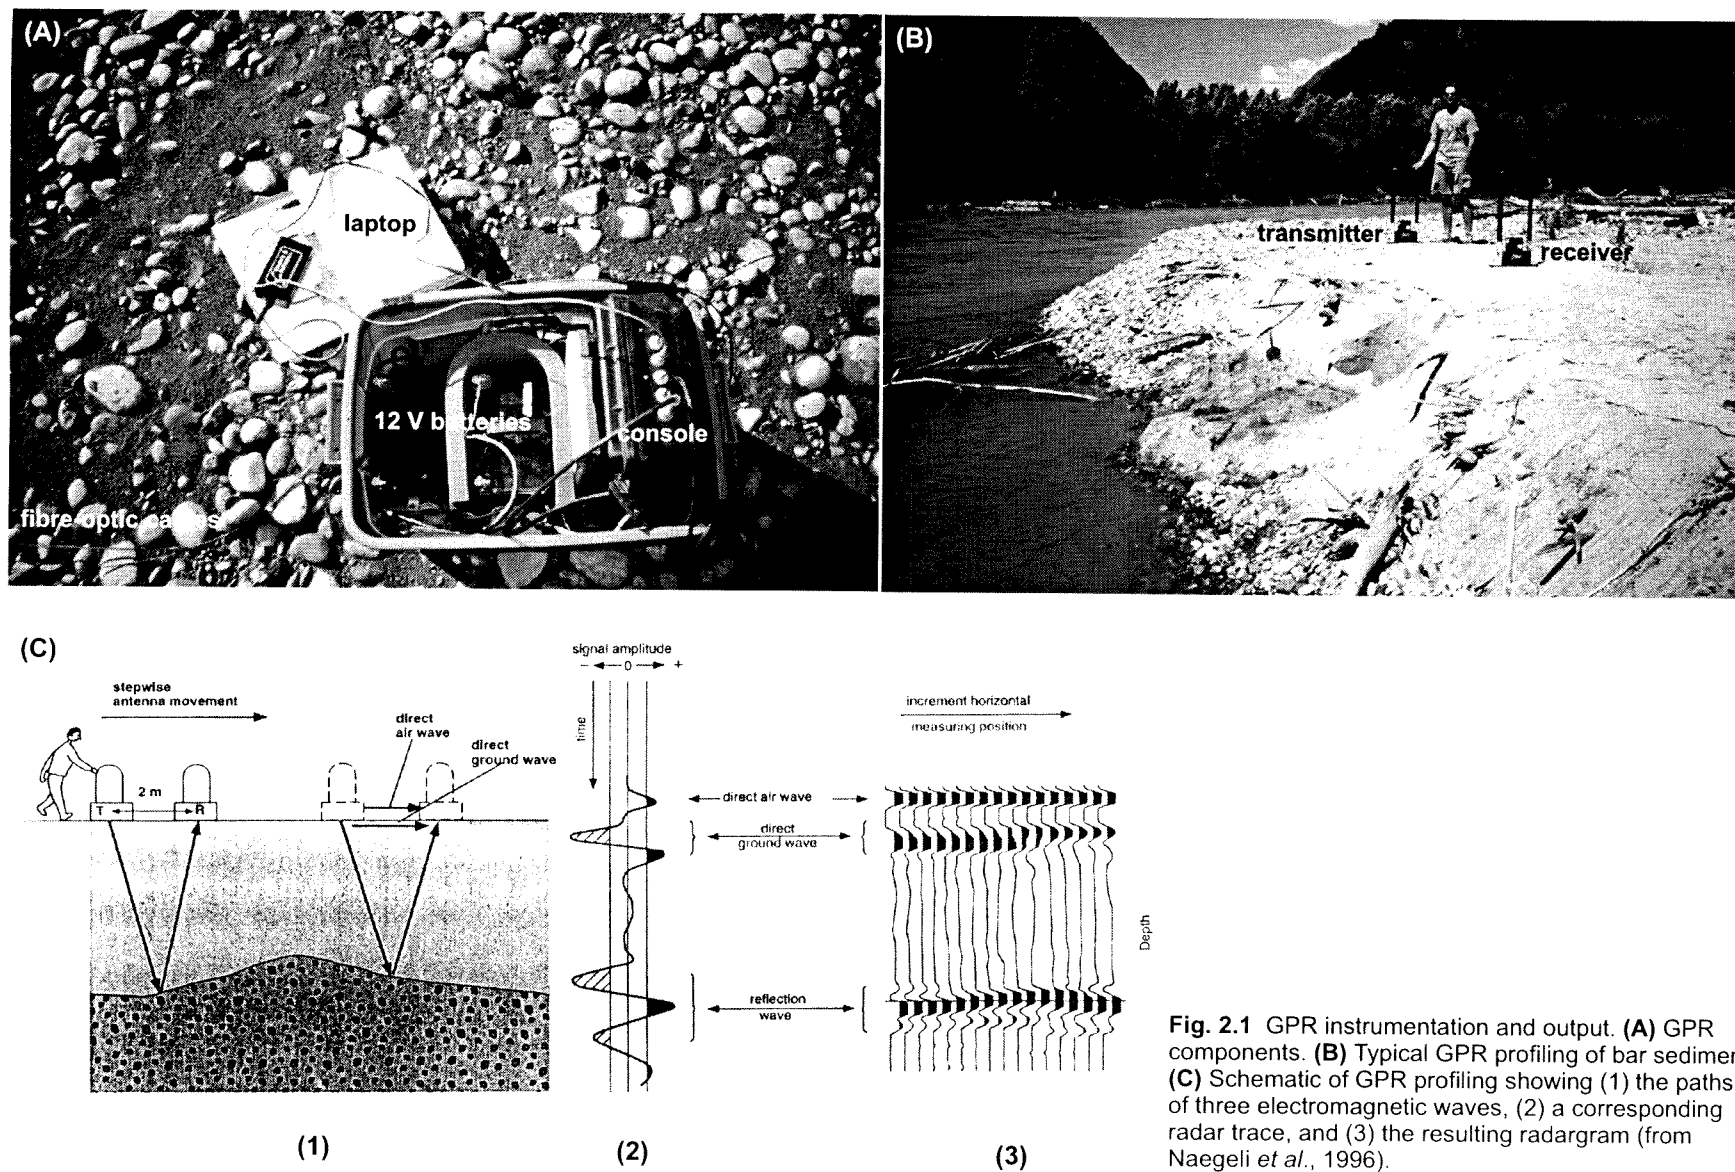 (A)
laptop
12 V batteries
console
fibre-optic cables
(B)
transmitter
receiver
(C)
stepwise
antenna movement
direct
air wave
direct
ground wave
2 m
T
R
(1)
signal amplitude
- 0 +
time
(2)
direct air wave
direct
ground wave
reflection
wave
increment horizontal
measuring position
Depth
(3)
Fig. 2.1 GPR instrumentation and output. (A) GPR
components. (B) Typical GPR profiling of bar sedimen
(C) Schematic of GPR profiling showing (1) the paths
of three electromagnetic waves, (2) a corresponding
radar trace, and (3) the resulting radargram (from
Naegeli et al., 1996).